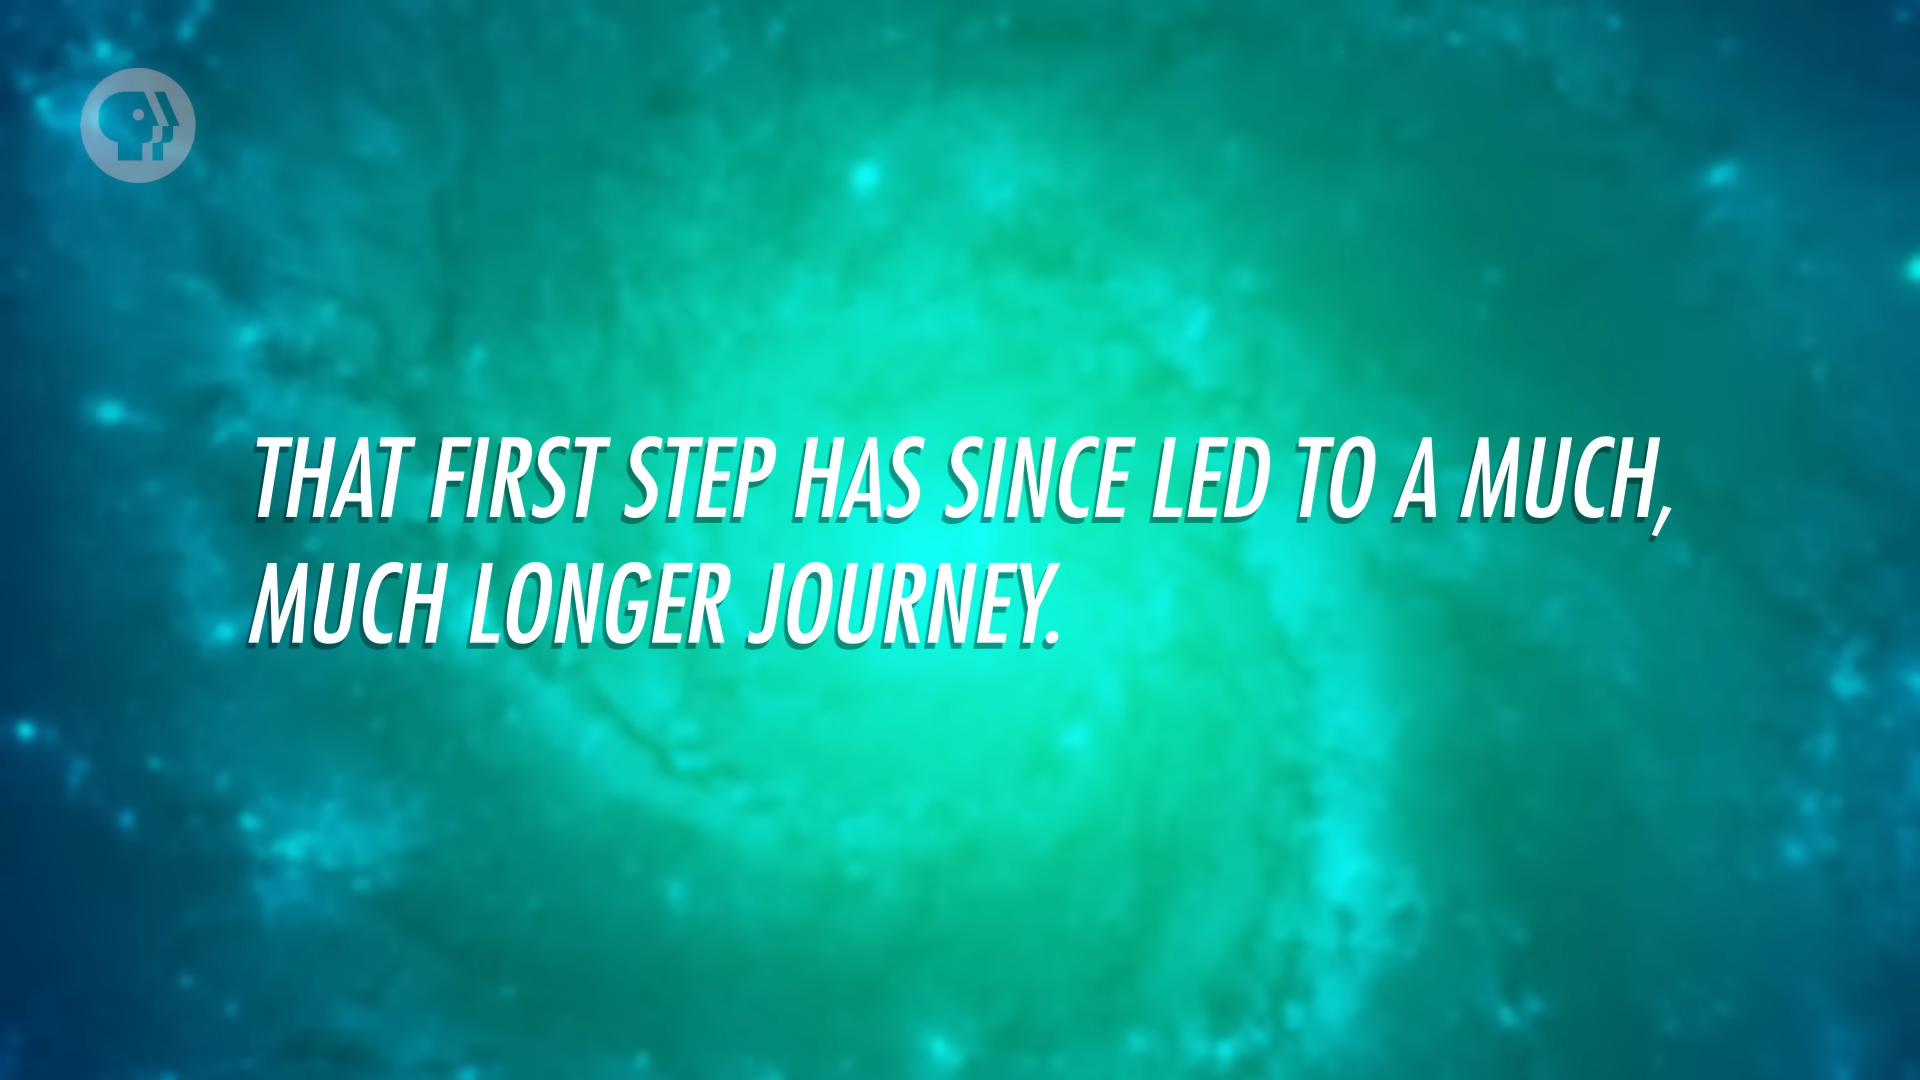 THAT FIRST STEP HAS SINCE LED TO A MUCH,
MUCH LONGER JOURNEY.